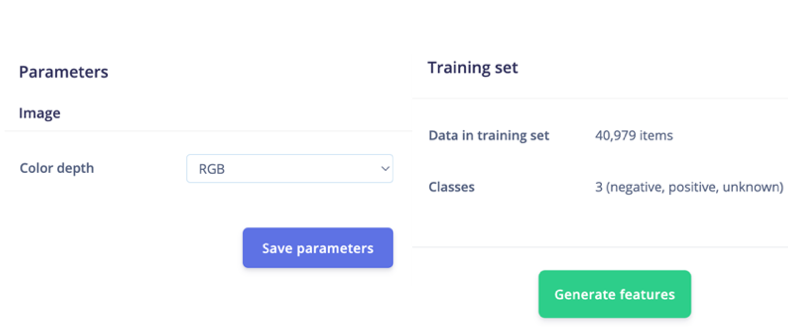 Parameters
Image
Color depth
RGB
Save parameters
Training set
Data in training set 40,979 items
Classes 3 (negative, positive, unknown)
Generate features